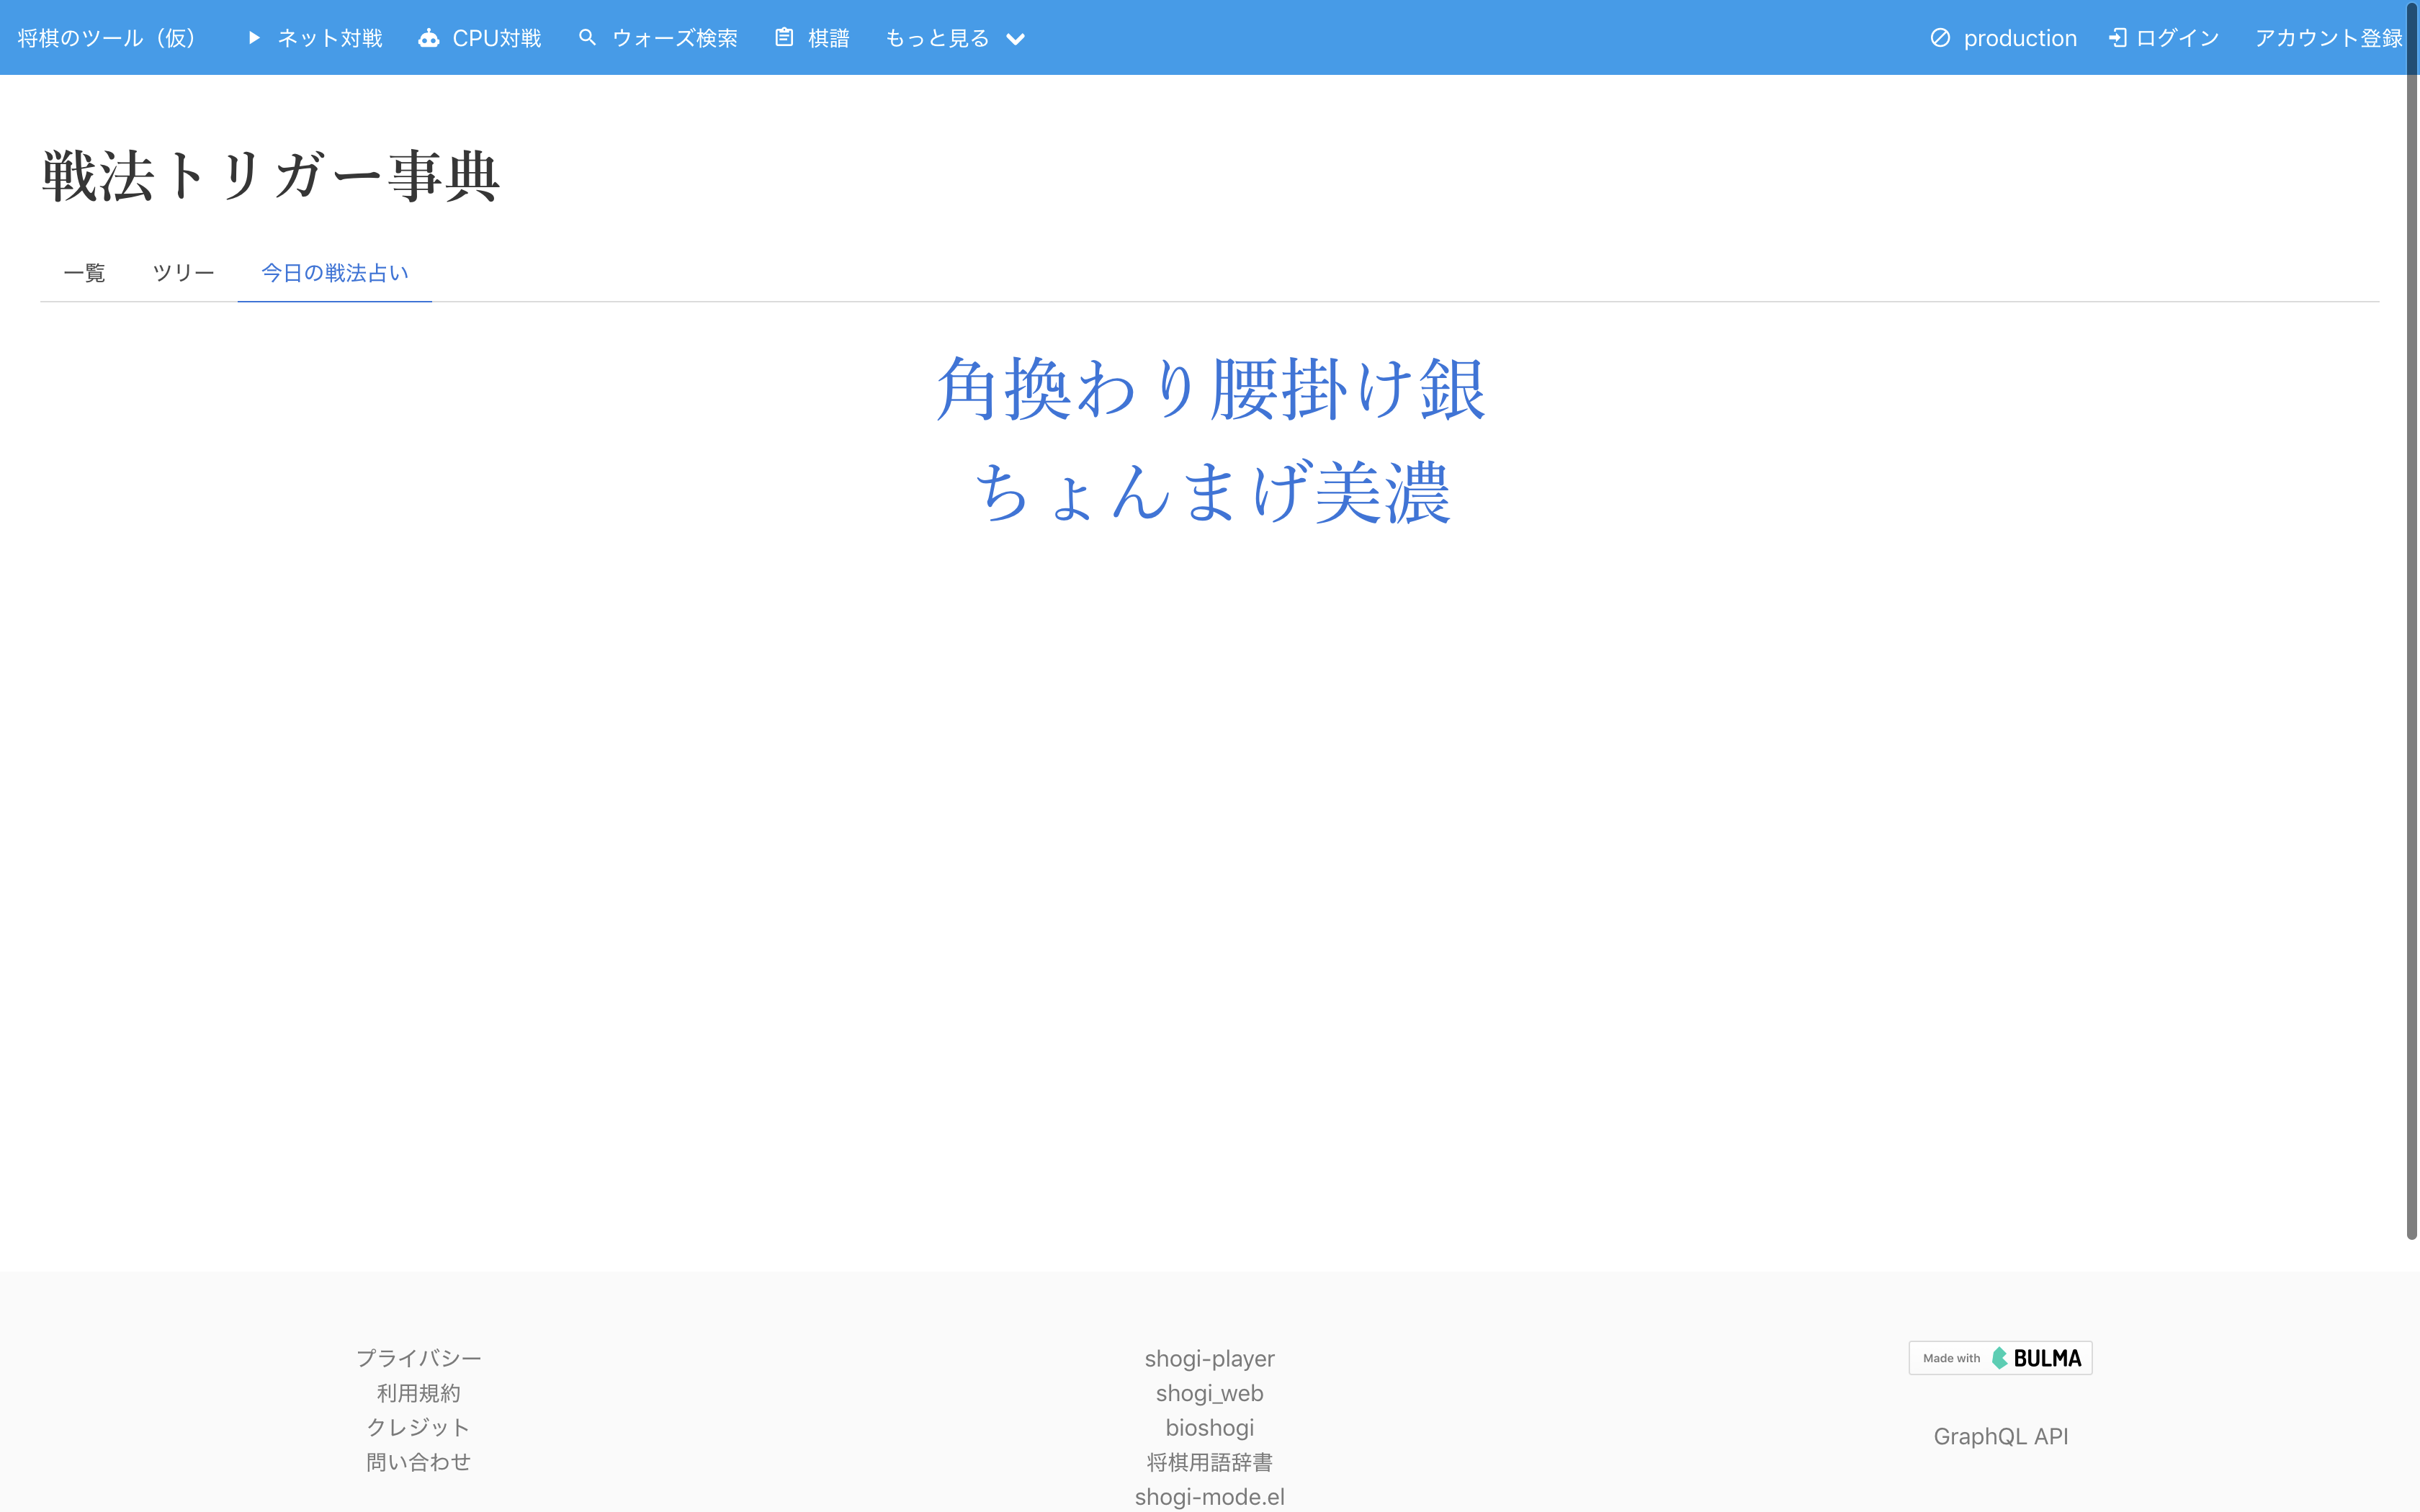 将棋のツール（仮） ネット対戦 CPU対戦 ウォーズ検索 棋譜 もっと見る production ログイン アカウント登録
戦法トリガー事典
一覧 ツリー 今日の戦法占い
角換わり腰掛け銀
ちょんまげ美濃
プライバシー
利用規約
クレジット
問い合わせ
shogi-player
shogi_web
bioshogi
将棋用語辞書
shogi-mode.el
Made with BULMA
GraphQL API